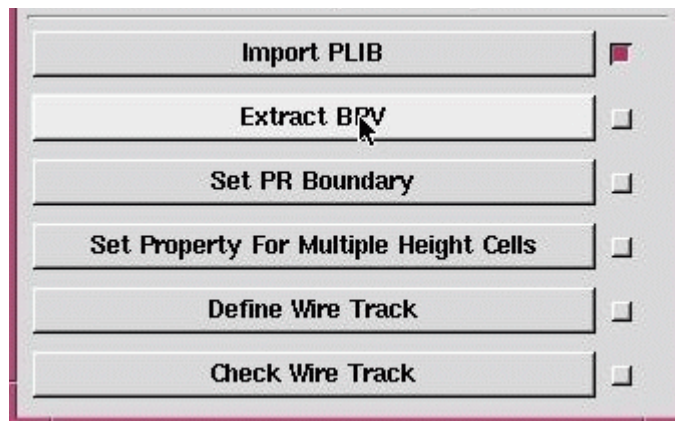 Import PLIB
Extract BPV
Set PR Boundary
Set Property For Multiple Height Cells
Define Wire Track
Check Wire Track